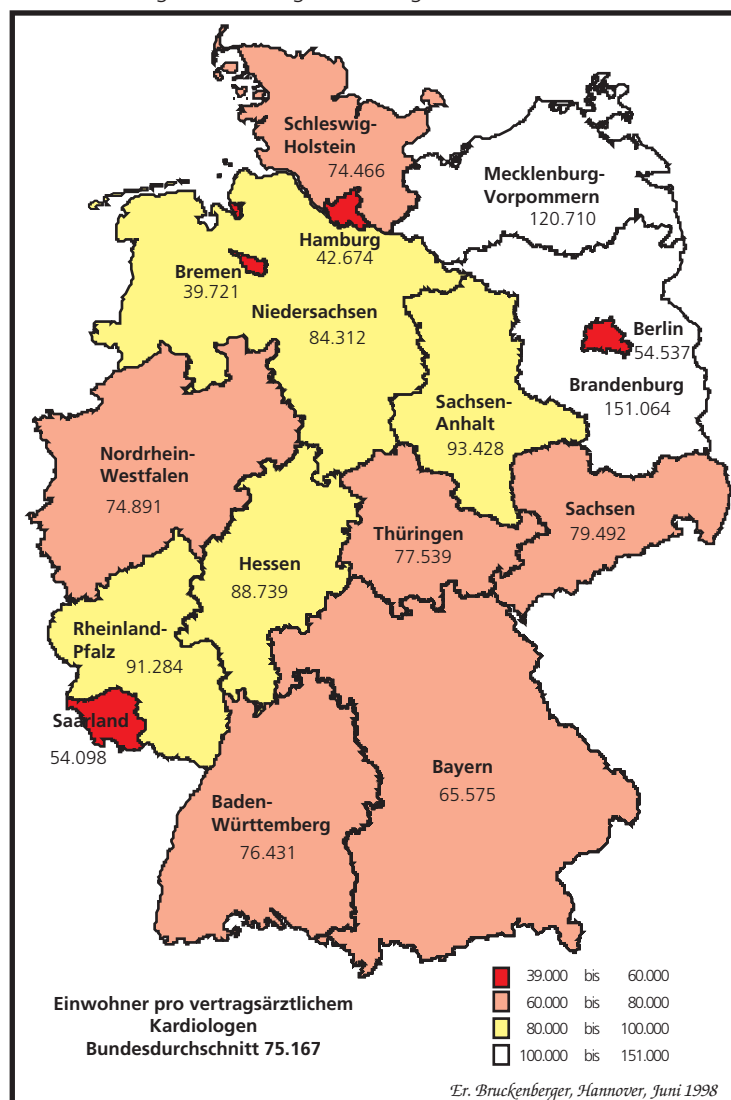 Schleswig-
Holstein
74.466
Mecklenburg-
Vorpommern
120.710
Hamburg
42.674
Bremen
39.721
Niedersachsen
84.312
Berlin
54.537
Brandenburg
151.064
Sachsen-
Anhalt
93.428
Nordrhein-
Westfalen
74.891
Sachsen
79.492
Thüringen
77.539
Hessen
88.739
Rheinland-
Pfalz
91.284
Saarland
54.098
Bayern
65.575
Baden-
Württemberg
76.431
39.000 bis 60.000
60.000 bis 80.000
80.000 bis 100.000
100.000 bis 151.000
Einwohner pro vertragsärztlichem
Kardiologen
Bundesdurchschnitt 75.167
Er. Bruckenberger, Hannover, Juni 1998